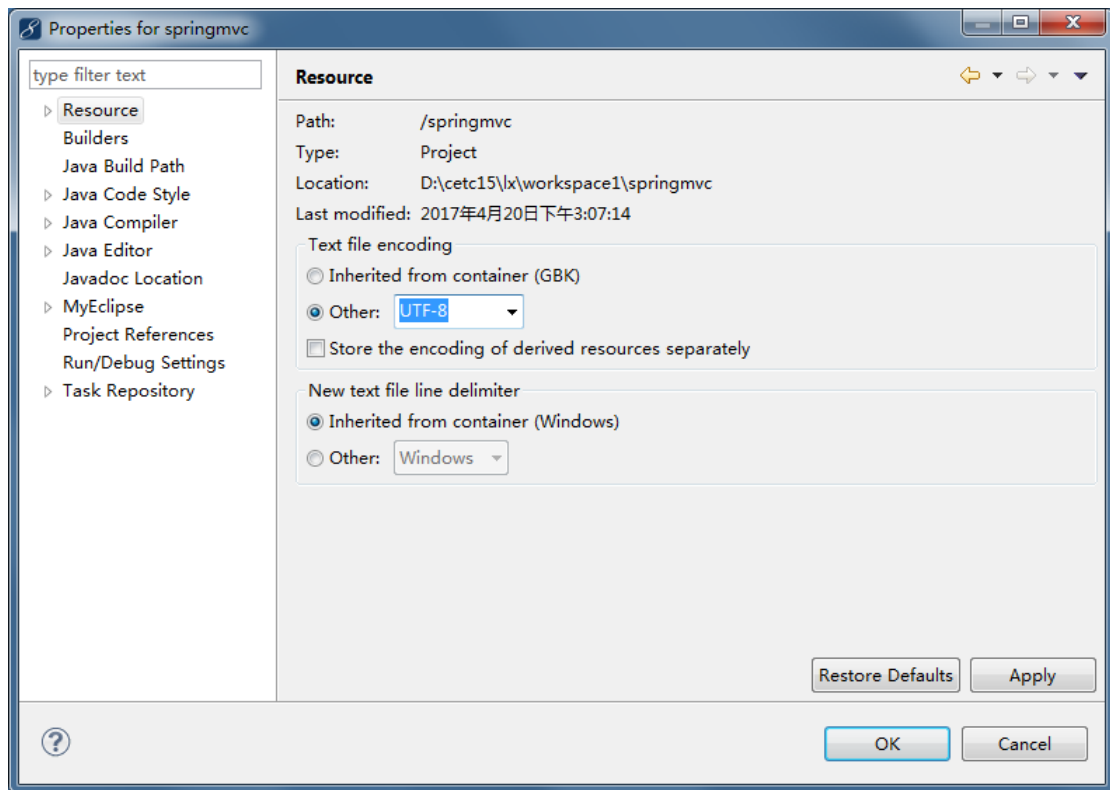 Properties for springmvc
type filter text
Resource
Builders
Java Build Path
Java Code Style
Java Compiler
Java Editor
Javadoc Location
MyEclipse
Project References
Run/Debug Settings
Task Repository
Resource
Path: /springmvc
Type: Project
Location: D:\cetc15\lx\workspace1\springmvc
Last modified: 2017年4月20日下午3:07:14
Text file encoding
Inherited from container (GBK)
Other: UTF-8
Store the encoding of derived resources separately
New text file line delimiter
Inherited from container (Windows)
Other: Windows
Restore Defaults Apply
? OK Cancel